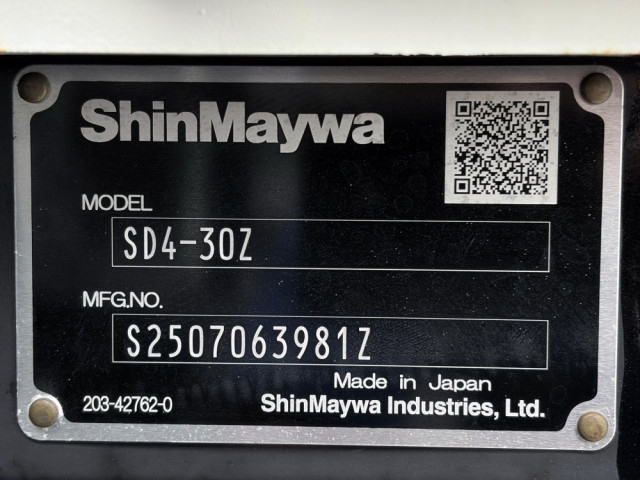 ShinMaywa
MODEL
SD4-30Z
MFG.NO.
S2507063981Z
Made in Japan
203-42762-0 ShinMaywa Industries, Ltd.